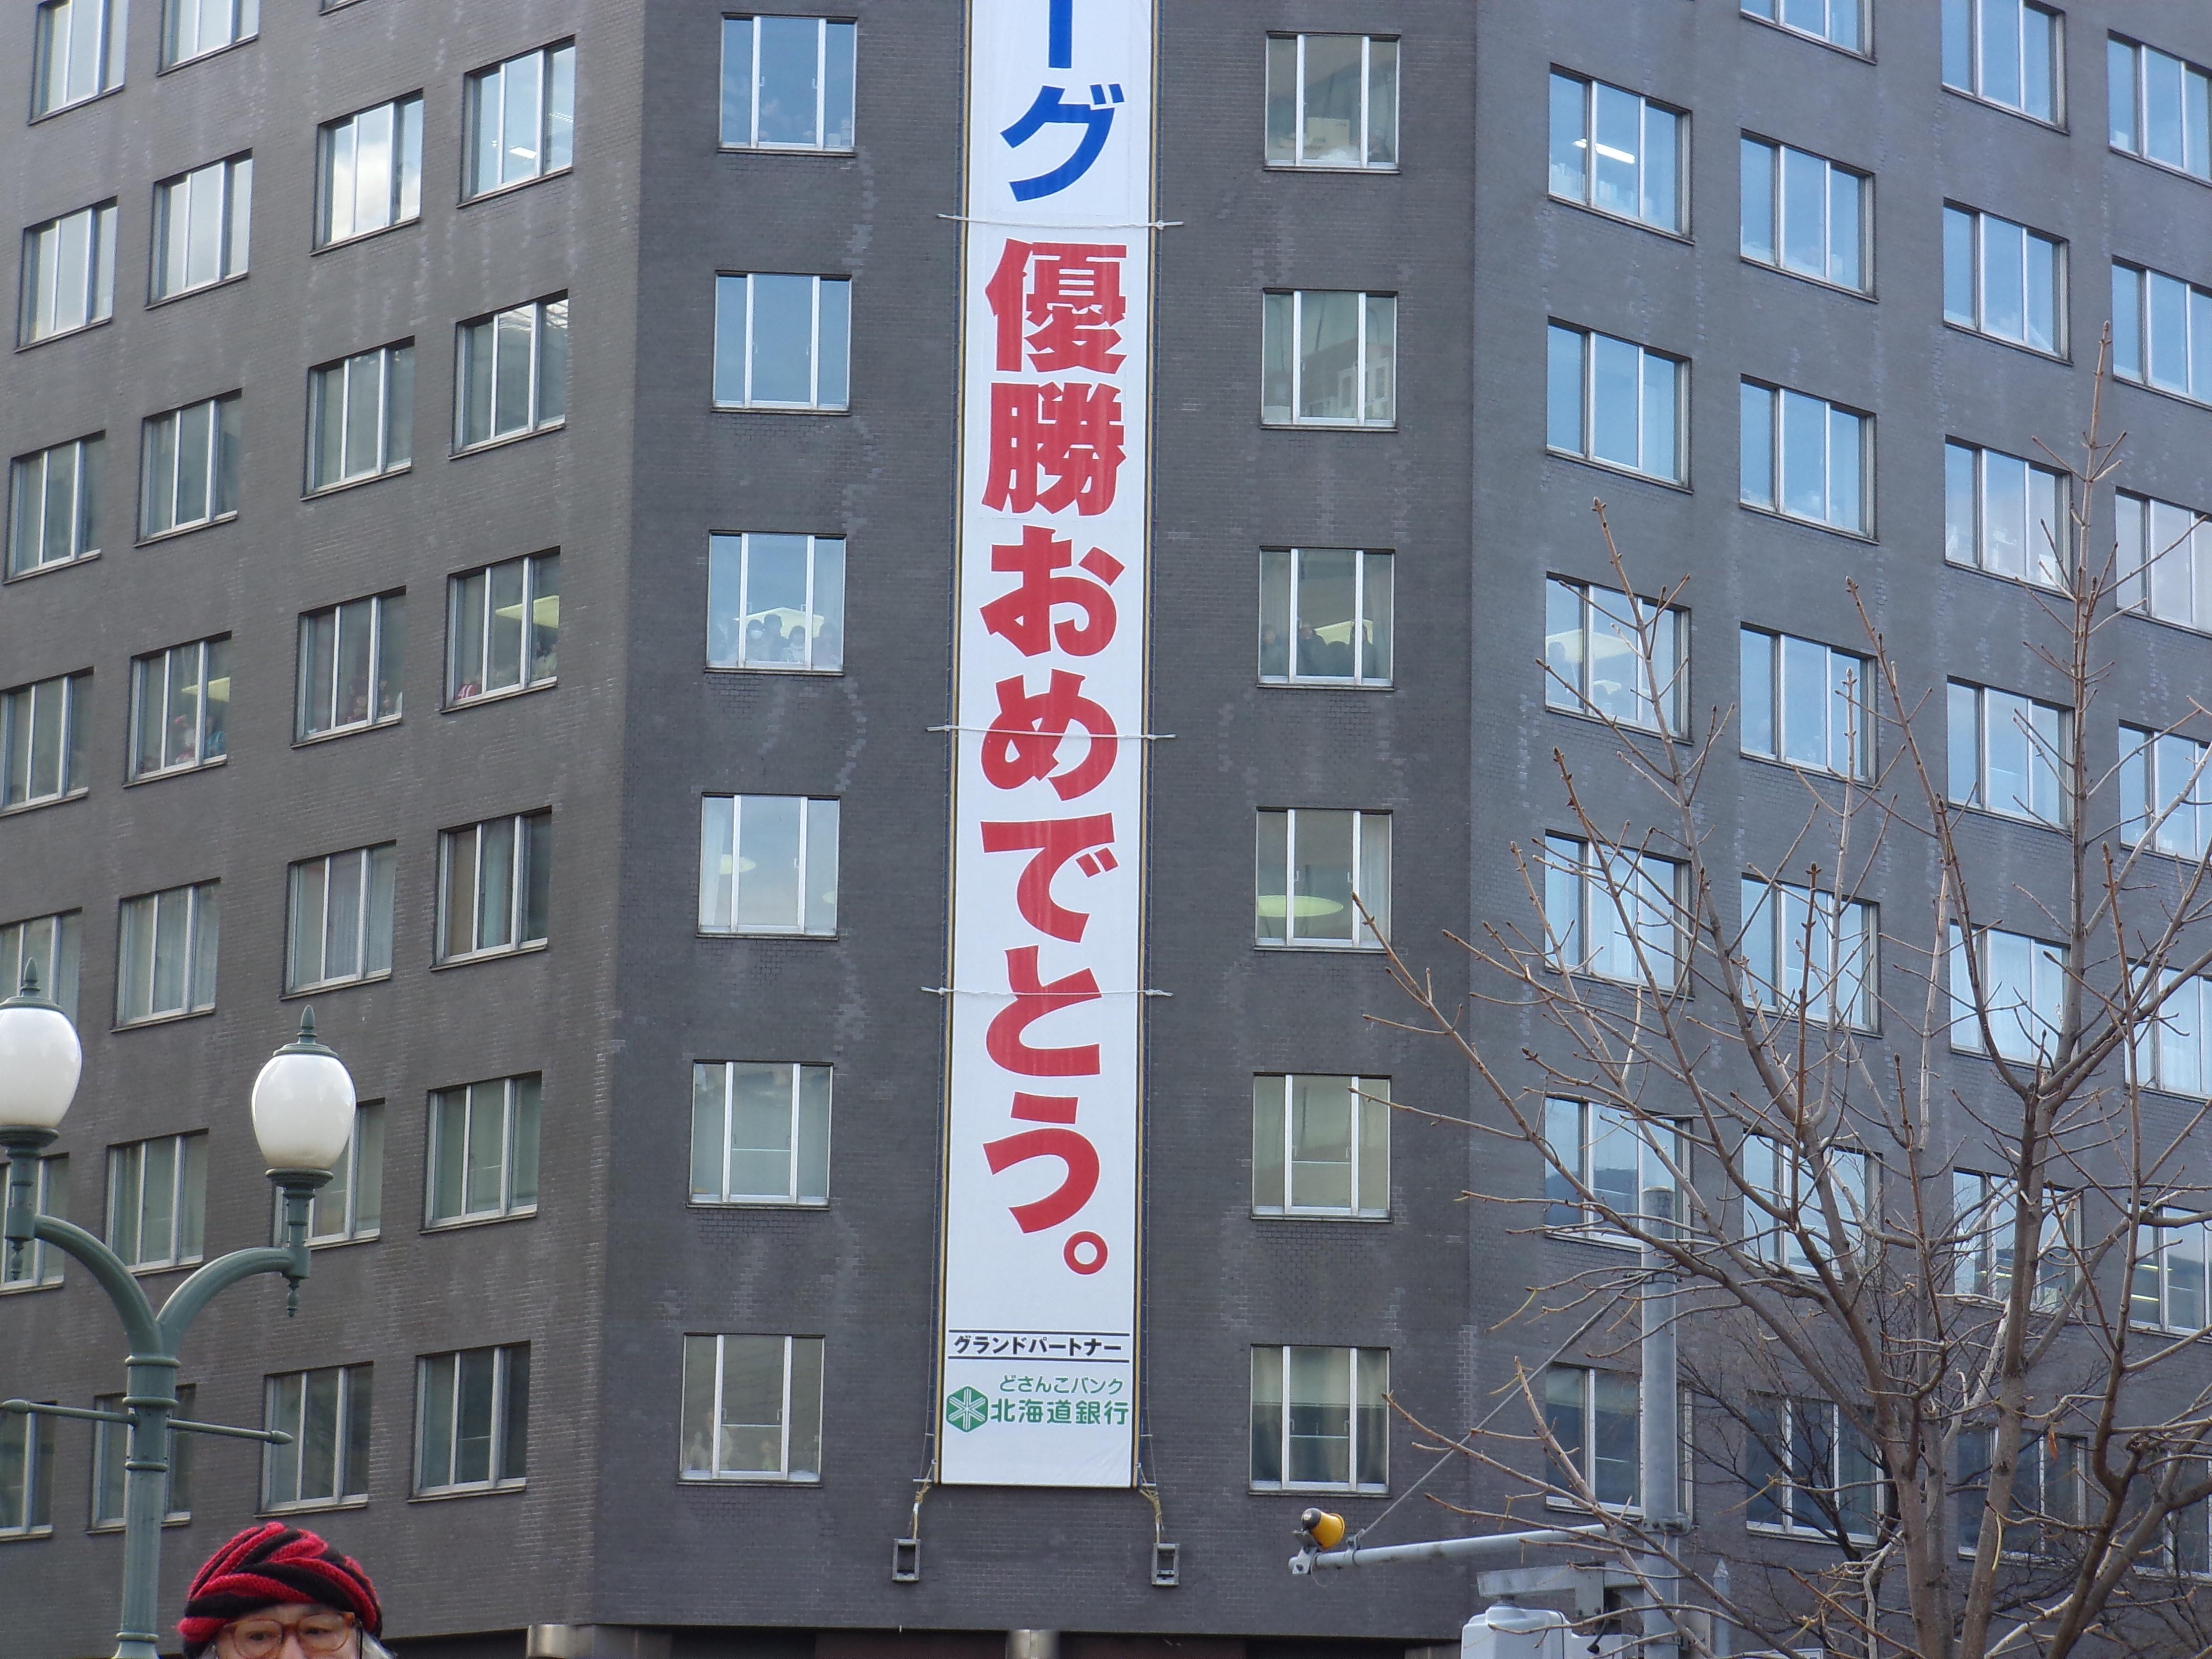 ーグ優勝おめでとう。
グランドパートナー
どさんこバンク
北海道銀行